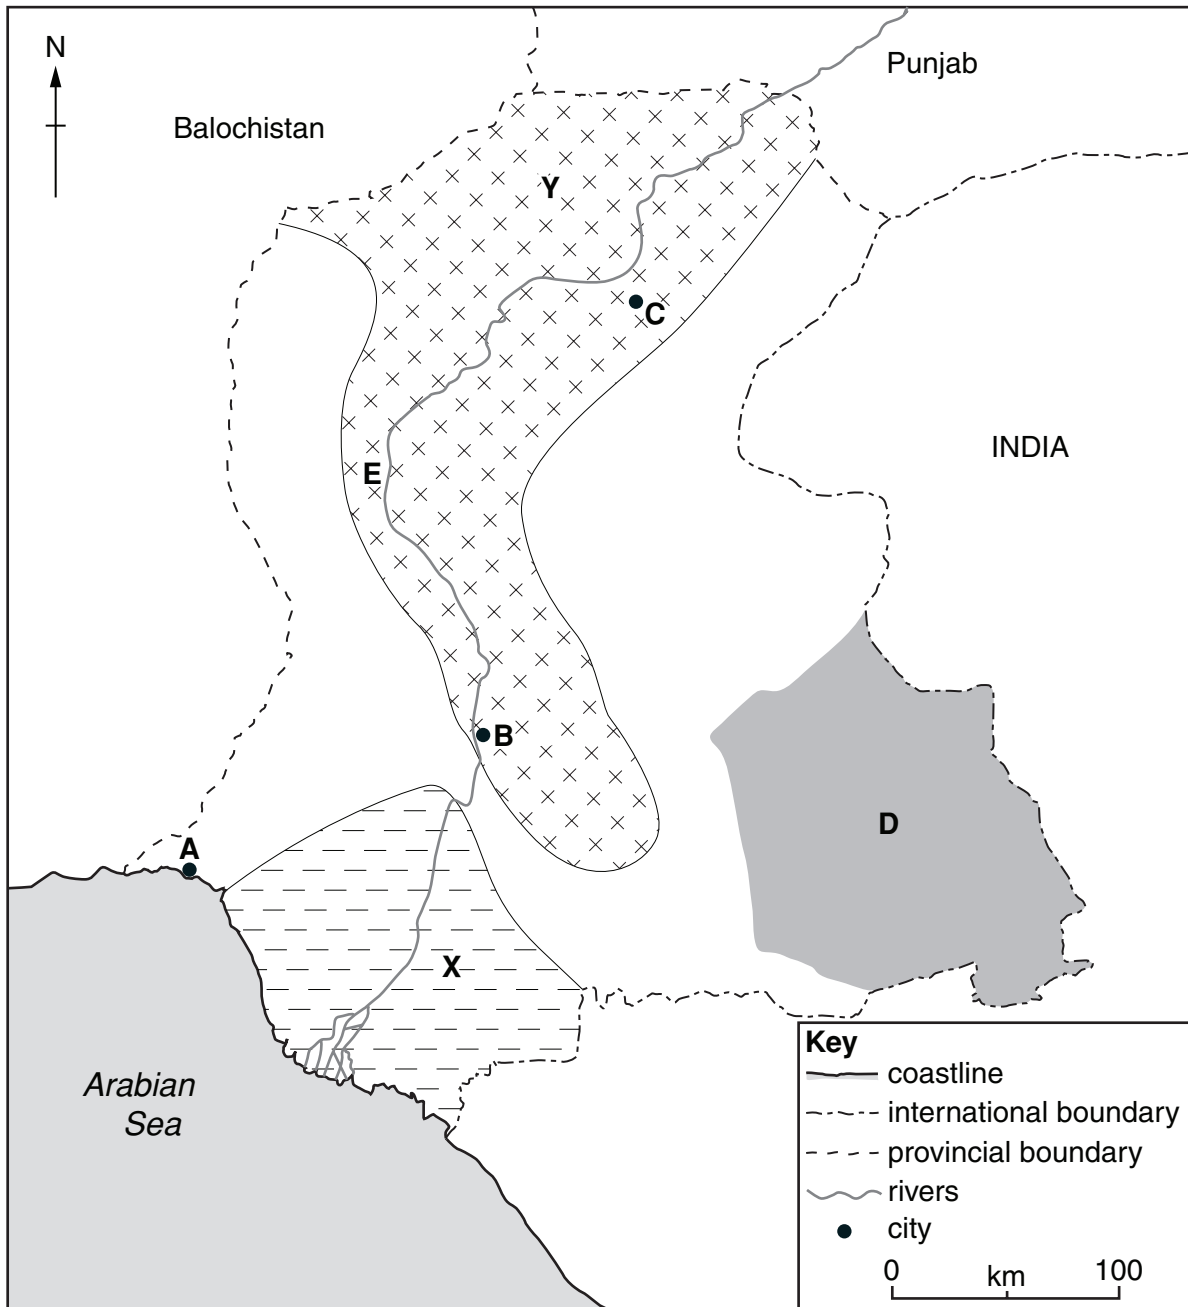 N
Punjab
Balochistan
Y
C
INDIA
E
B
D
A
X
Arabian
Sea
Key
coastline
international boundary
provincial boundary
rivers
city
0 km 100